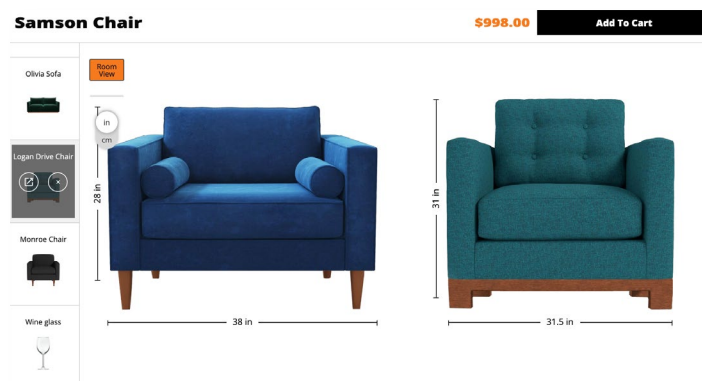 Samson Chair
$998.00
Add To Cart
Olivia Sofa
Room
View
in
cm
Logan Drive Chair
28 in
31 in
Monroe Chair
Wine glass
38 in
31.5 in